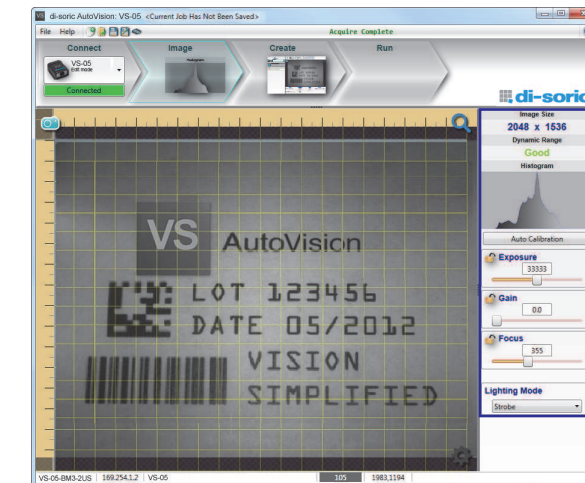 di-soric AutoVision: VS-05 <Current Job Has Not Been Saved>
File Help Acquire Complete
Connect Image Create Run
VS-05
Edit mode
Histogram
Connected
di-soric
Image Size
2048 x 1536
Dynamic Range
Good
Histogram
Auto Calibration
Exposure
33333
Gain
0.0
Focus
355
Lighting Mode
Strobe
VS AutoVision
LOT 123456
DATE 05/2012
VISION
SIMPLIFIED
VS-05-BM3-2US 169.254.1.2 VS-05 105 1983,1194